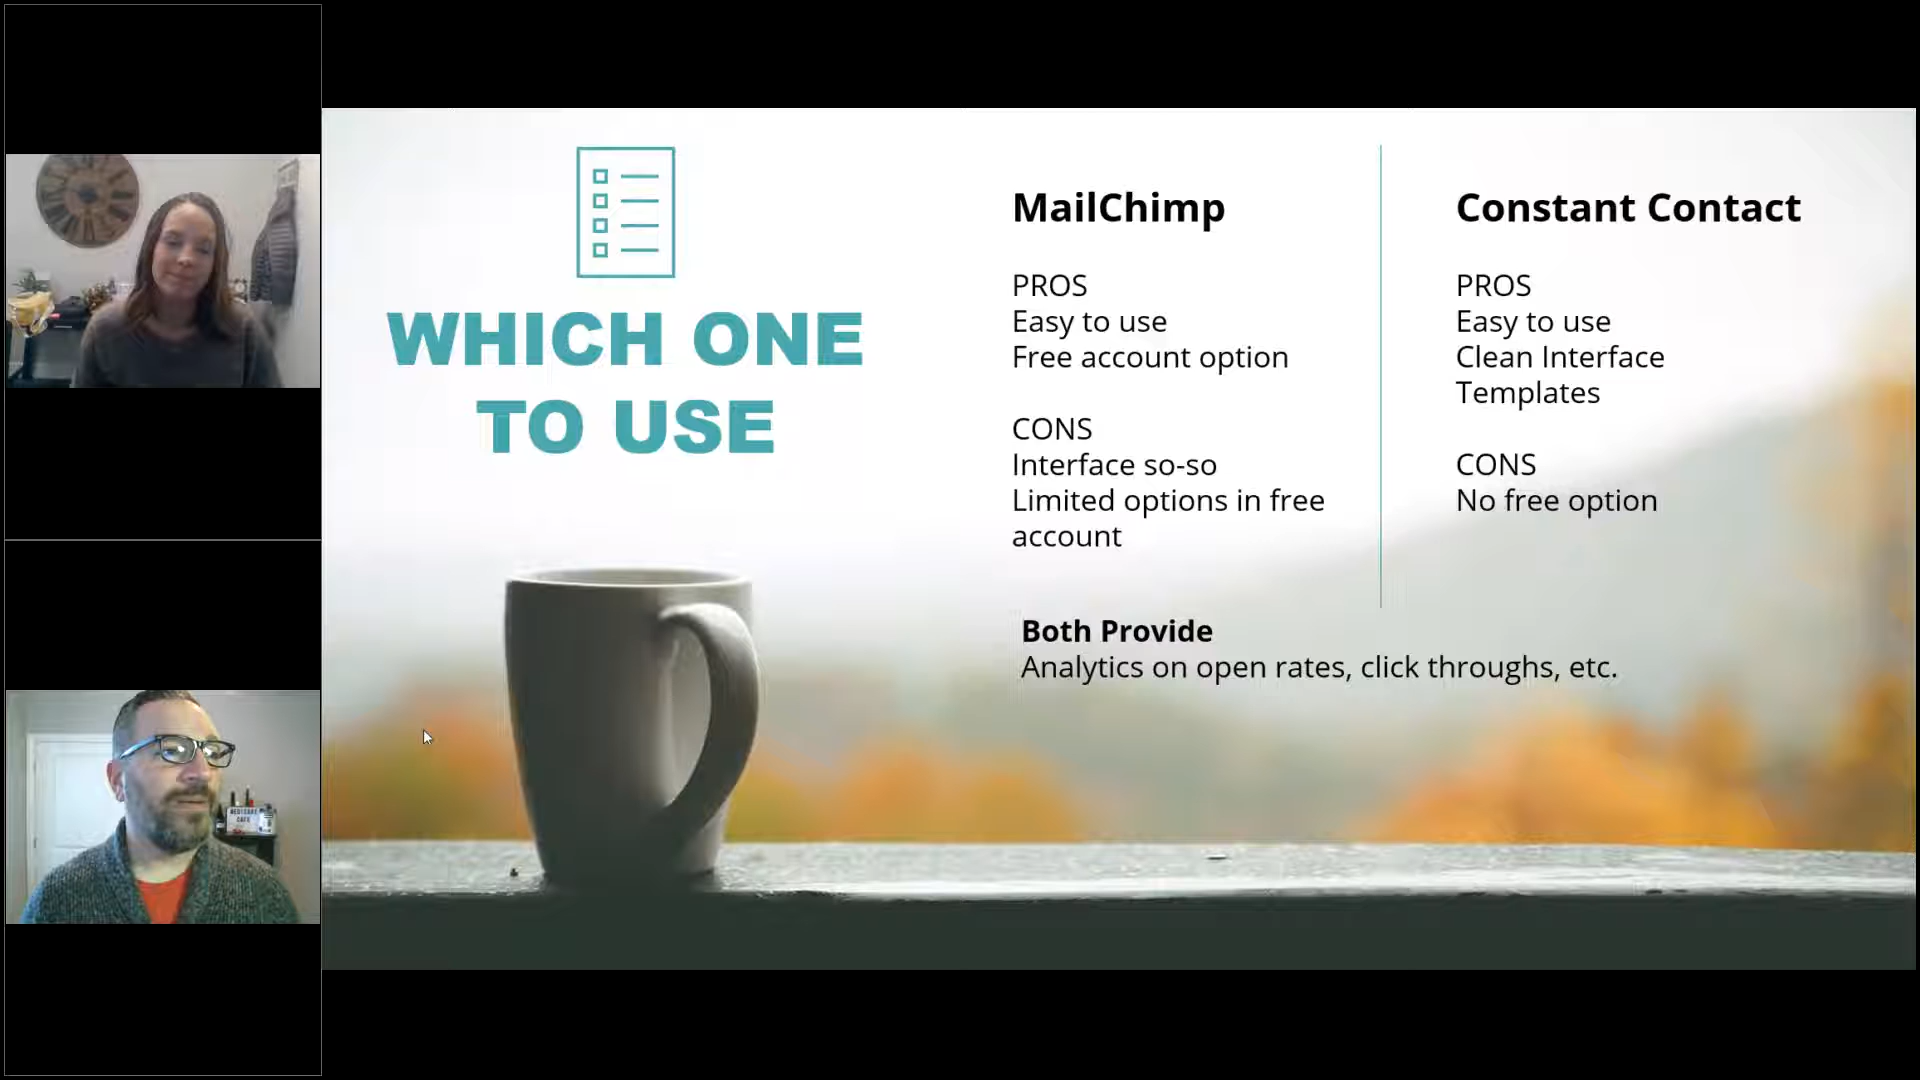 WHICH ONE
TO USE
MailChimp
PROS
Easy to use
Free account option
CONS
Interface so-so
Limited options in free
account
Constant Contact
PROS
Easy to use
Clean Interface
Templates
CONS
No free option
Both Provide
Analytics on open rates, click throughs, etc.